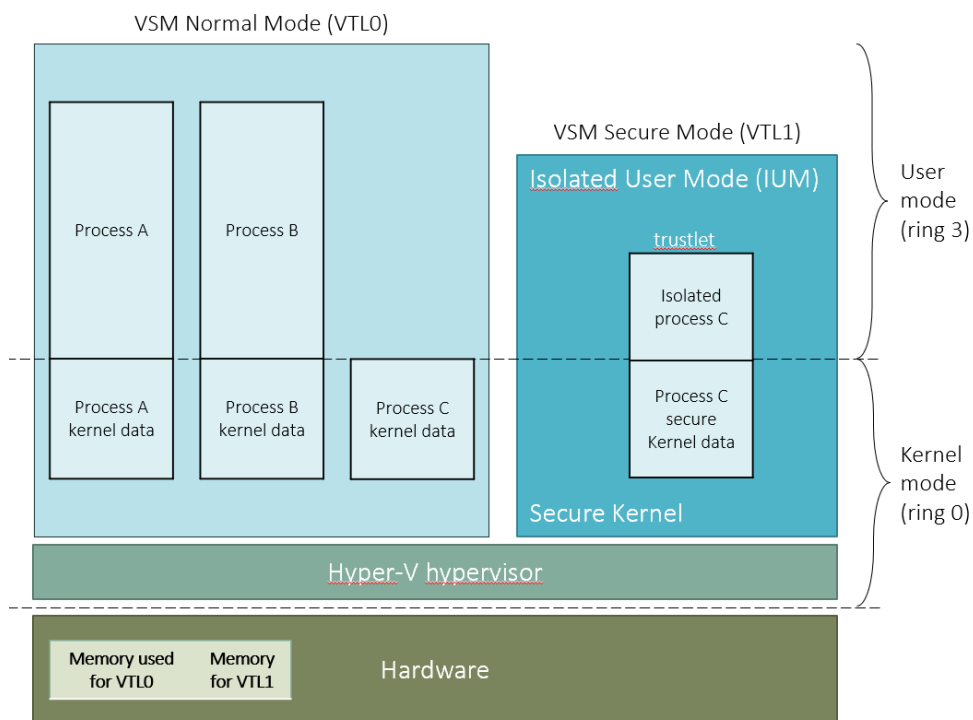 VSM Normal Mode (VTL0)
VSM Secure Mode (VTL1)
Isolated User Mode (IUM)
User
mode
(ring 3)
Process A
Process B
trustlet
Isolated
process C
Process A
kernel data
Process B
kernel data
Process C
kernel data
Process C
secure
Kernel data
Kernel
mode
(ring 0)
Secure Kernel
Hyper-V hypervisor
Memory used
for VTL0
Memory
for VTL1
Hardware